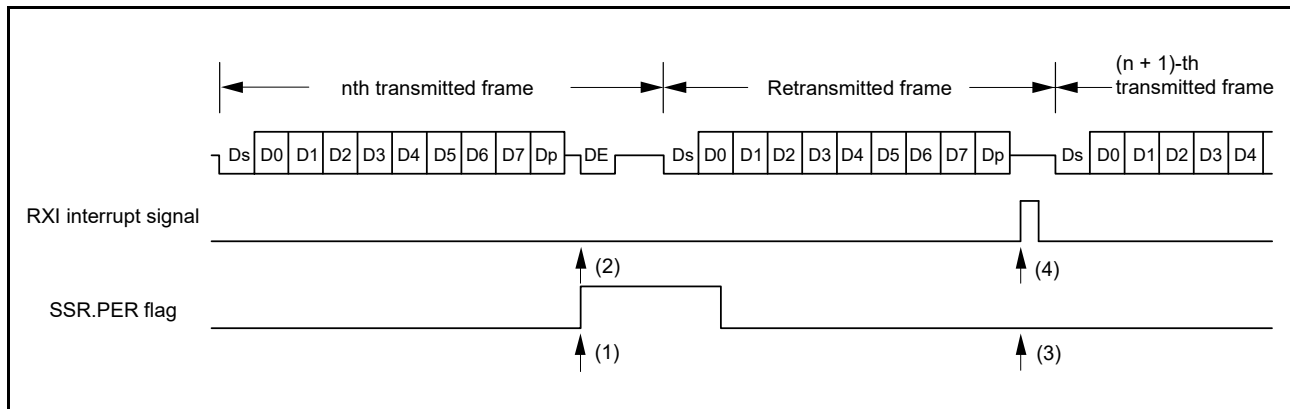 (n + 1)-th
nth transmitted frame
Retransmitted frame
transmitted frame
Ds D0 D1 D2 D3 D4 D5 D6 D7 Dp DE Ds D0 D1 D2 D3 D4 D5 D6 D7 Dp Ds D0 D1 D2 D3 D4
RXI interrupt signal
(2)
(4)
SSR.PER flag
(1)
(3)